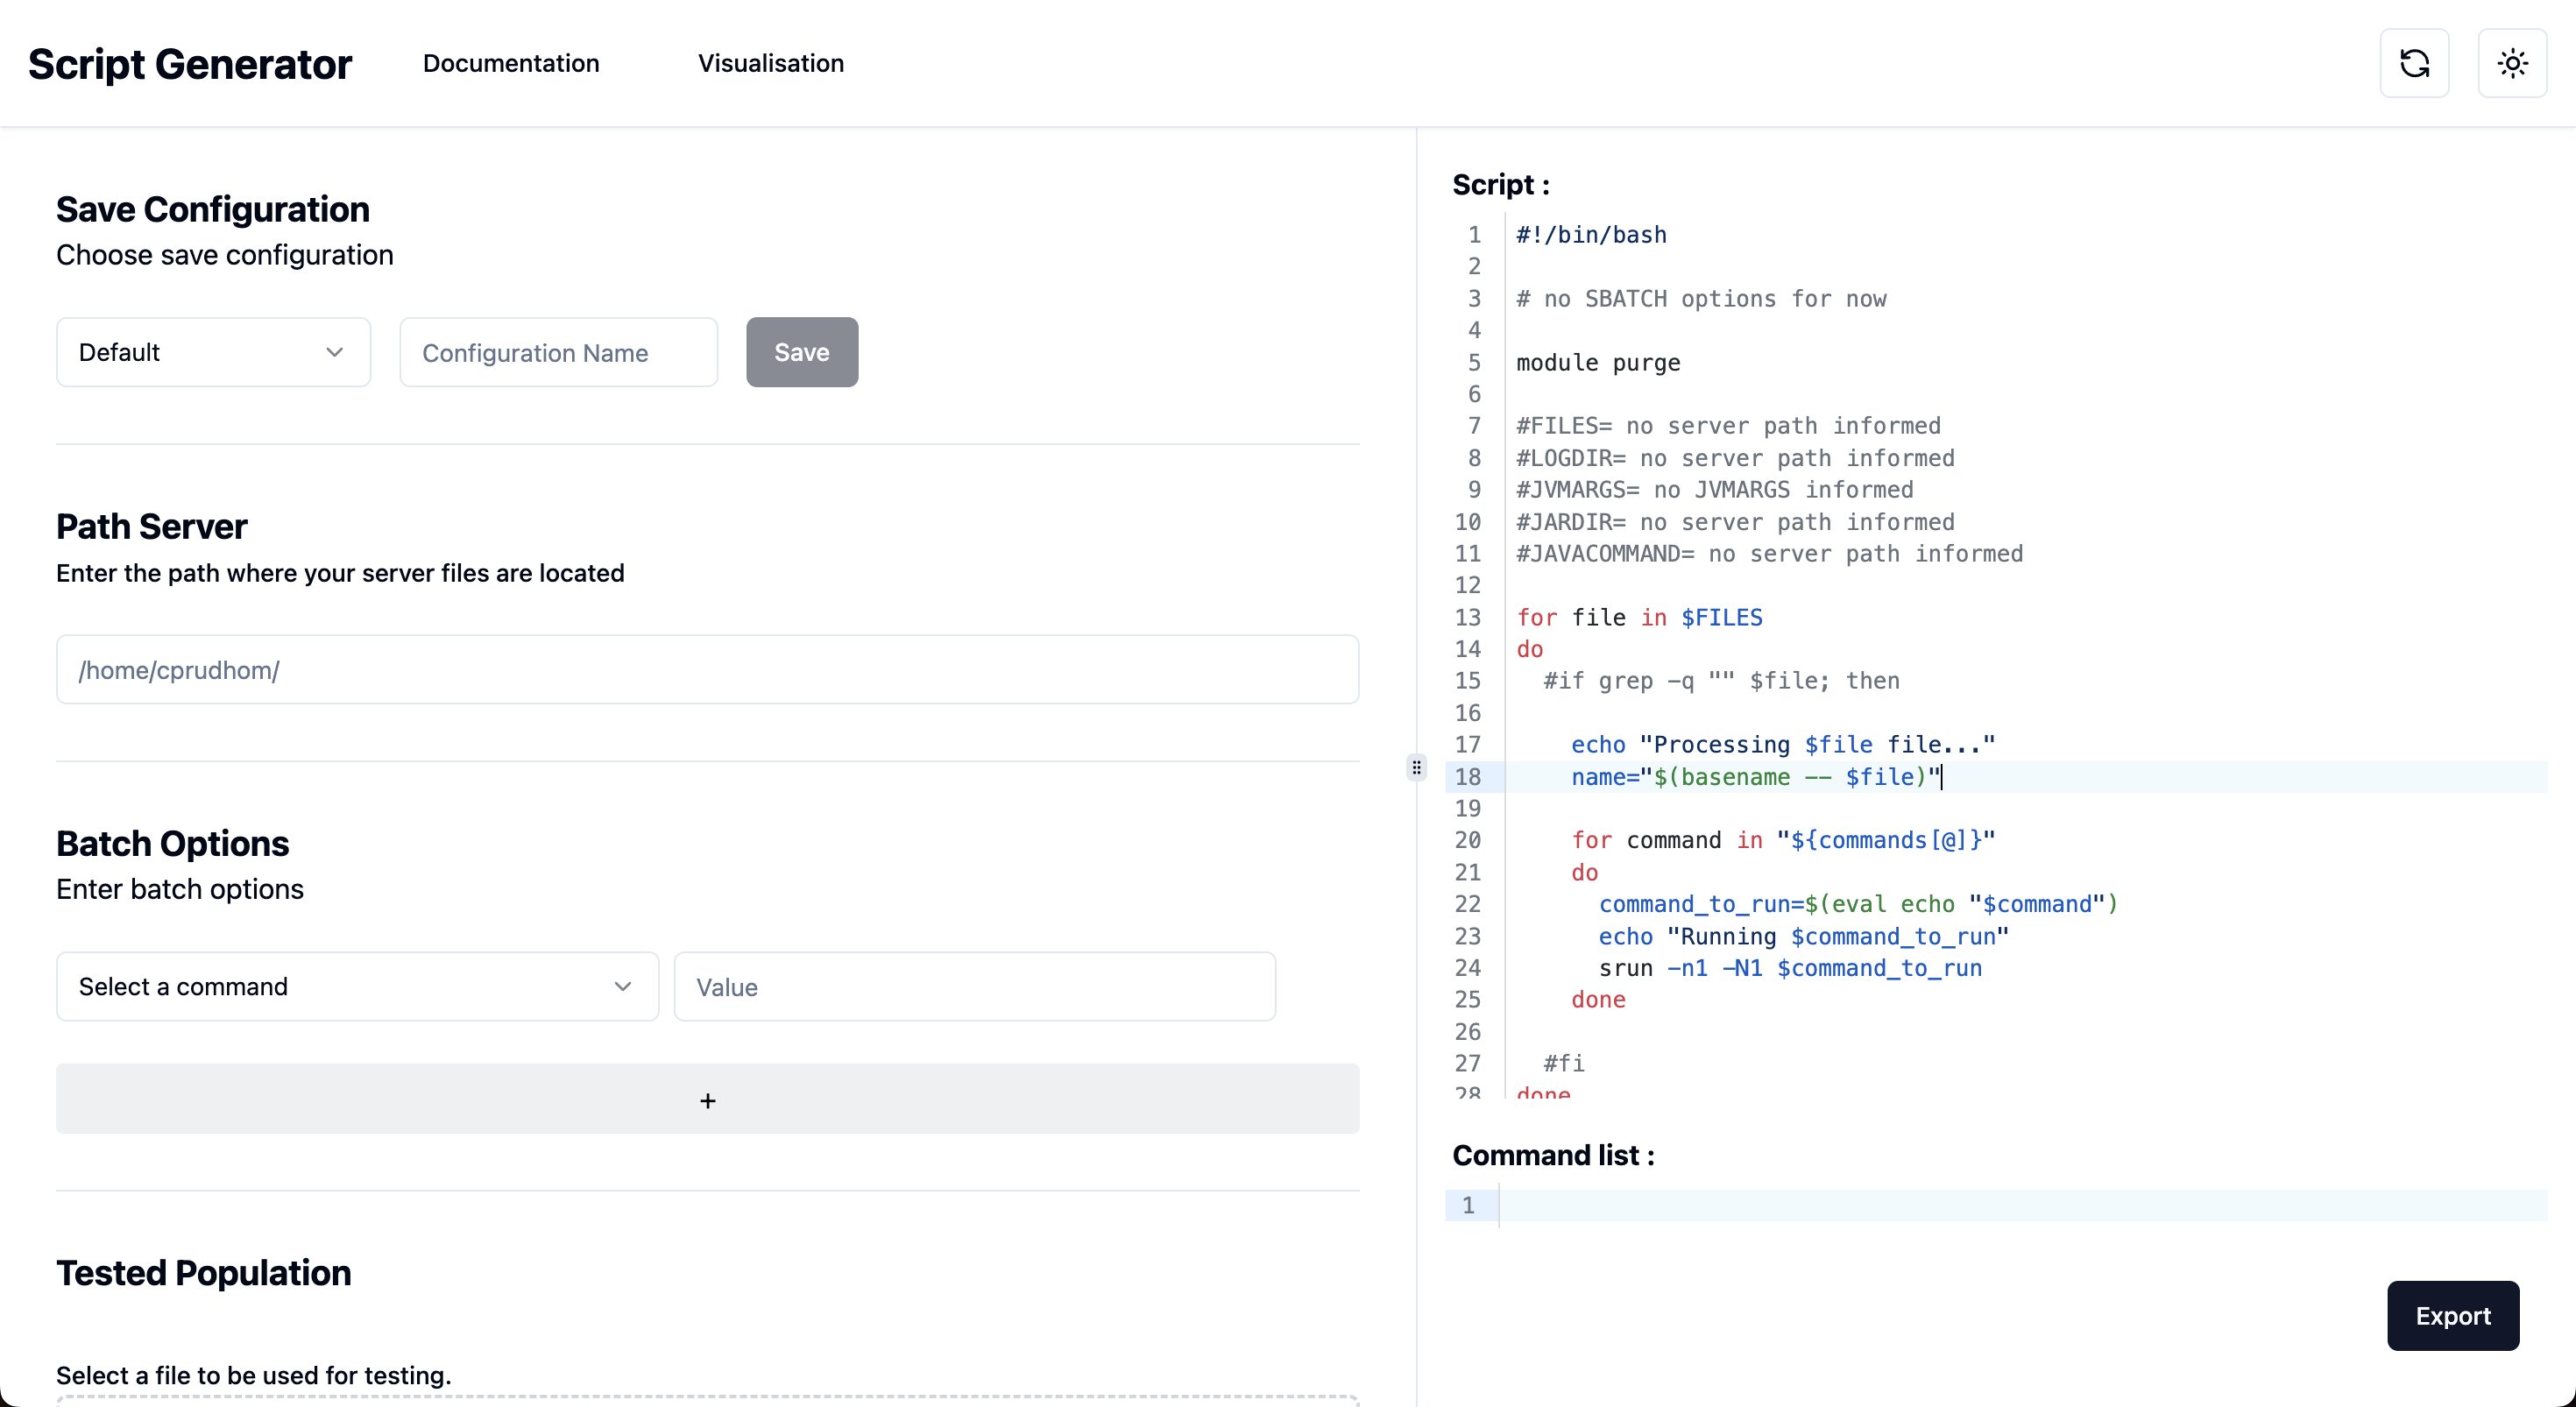 Script Generator
Documentation
Visualisation
Save Configuration
Choose save configuration
Default
Configuration Name
Save
Path Server
Enter the path where your server files are located
/home/cprudhom/
Batch Options
Enter batch options
Select a command
Value
+
Tested Population
Select a file to be used for testing.
Script :
1 #!/bin/bash
2
3 # no SBATCH options for now
4
5 module purge
6
7 #FILES= no server path informed
8 #LOGDIR= no server path informed
9 #JVMARGS= no JVMARGS informed
10 #JARDIR= no server path informed
11 #JAVACOMMAND= no server path informed
12
13 for file in $FILES
14 do
15   #if grep -q "" $file; then
16
17     echo "Processing $file file..."
18     name="$(basename -- $file)"
19
20     for command in "${commands[@]}"
21     do
22       command_to_run=$(eval echo "$command")
23       echo "Running $command_to_run"
24       srun -n1 -N1 $command_to_run
25     done
26
27   #fi
28 done
Command list :
1
Export